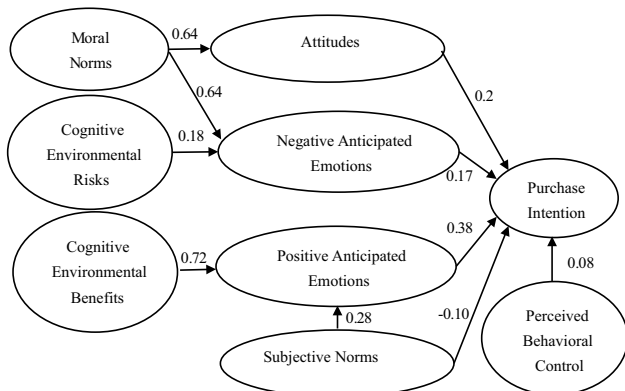 Moral
Norms
0.64
Attitudes
0.64
0.2
Cognitive
Environmental
Risks
0.18
Negative Anticipated
Emotions
0.17
Purchase
Intention
Cognitive
Environmental
Benefits
0.72
Positive Anticipated
Emotions
0.38
0.08
0.28
-0.10
Subjective Norms
Perceived
Behavioral
Control